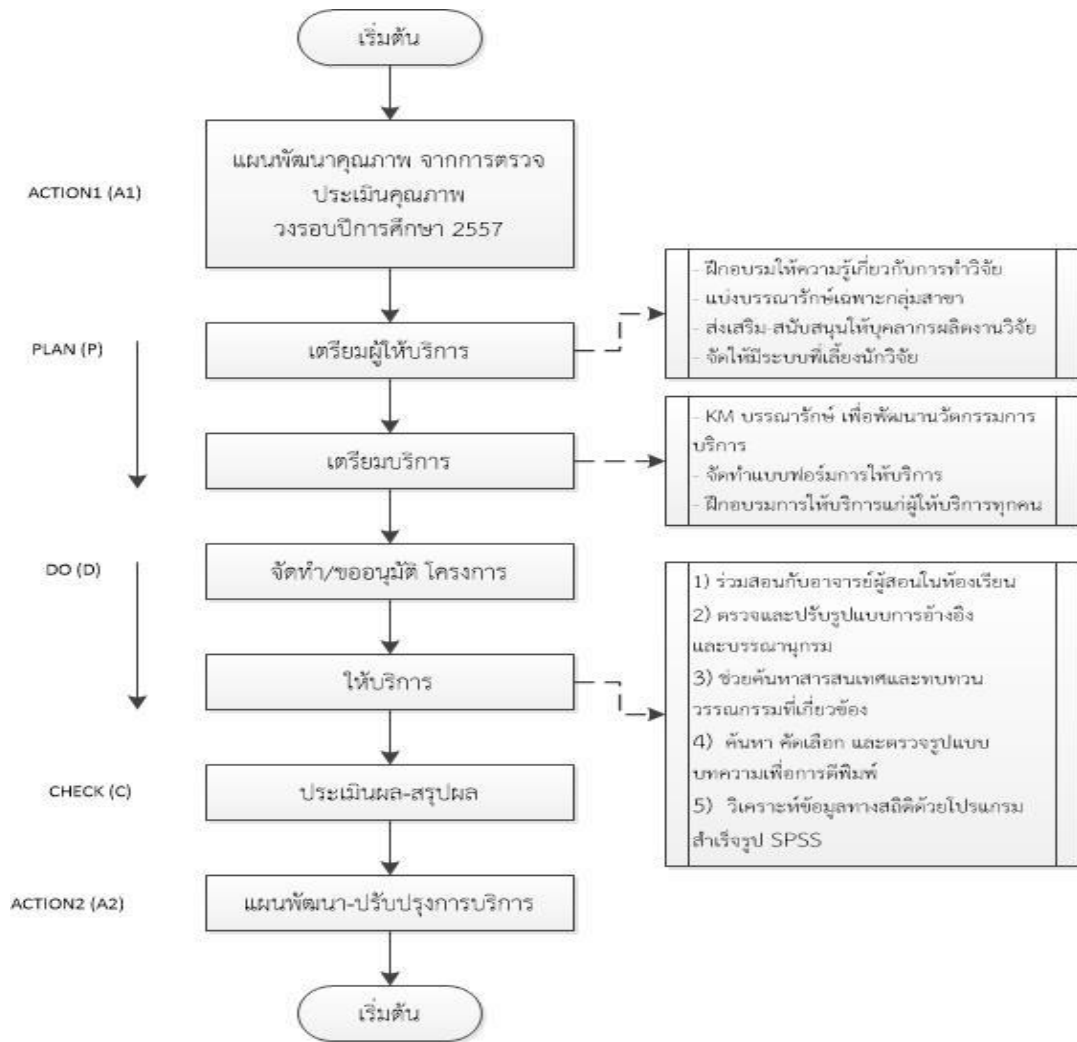 เริ่มต้น
ACTION1 (A1)
แผนพัฒนาคุณภาพ จากการตรวจ
ประเมินคุณภาพ
วงรอบปีการศึกษา 2557
PLAN (P)
เตรียมผู้ให้บริการ
- ฝึกอบรมให้ความรู้เกี่ยวกับการทำวิจัย
- แบ่งบรรณารักษ์เฉพาะกลุ่มสาขา
- ส่งเสริม-สนับสนุนให้บุคลากรผลิตงานวิจัย
- จัดให้มีระบบพี่เลี้ยงนักวิจัย
เตรียมบริการ
- KM บรรณารักษ์ เพื่อพัฒนานวัตกรรมการ
บริการ
- จัดทำแบบฟอร์มการให้บริการ
- ฝึกอบรมการให้บริการแก่ผู้ให้บริการทุกคน
DO (D)
จัดทำ/ขออนุมัติ โครงการ
ให้บริการ
1) ร่วมสอนกับอาจารย์ผู้สอนในห้องเรียน
2) ตรวจและปรับรูปแบบการอ้างอิง
และบรรณานุกรม
3) ช่วยค้นหาสารสนเทศและทบทวน
วรรณกรรมที่เกี่ยวข้อง
4) ค้นหา คัดเลือก และตรวจรูปแบบ
บทความเพื่อการตีพิมพ์
5) วิเคราะห์ข้อมูลทางสถิติด้วยโปรแกรม
สำเร็จรูป SPSS
CHECK (C)
ประเมินผล-สรุปผล
ACTION2 (A2)
แผนพัฒนา-ปรับปรุงการบริการ
เริ่มต้น